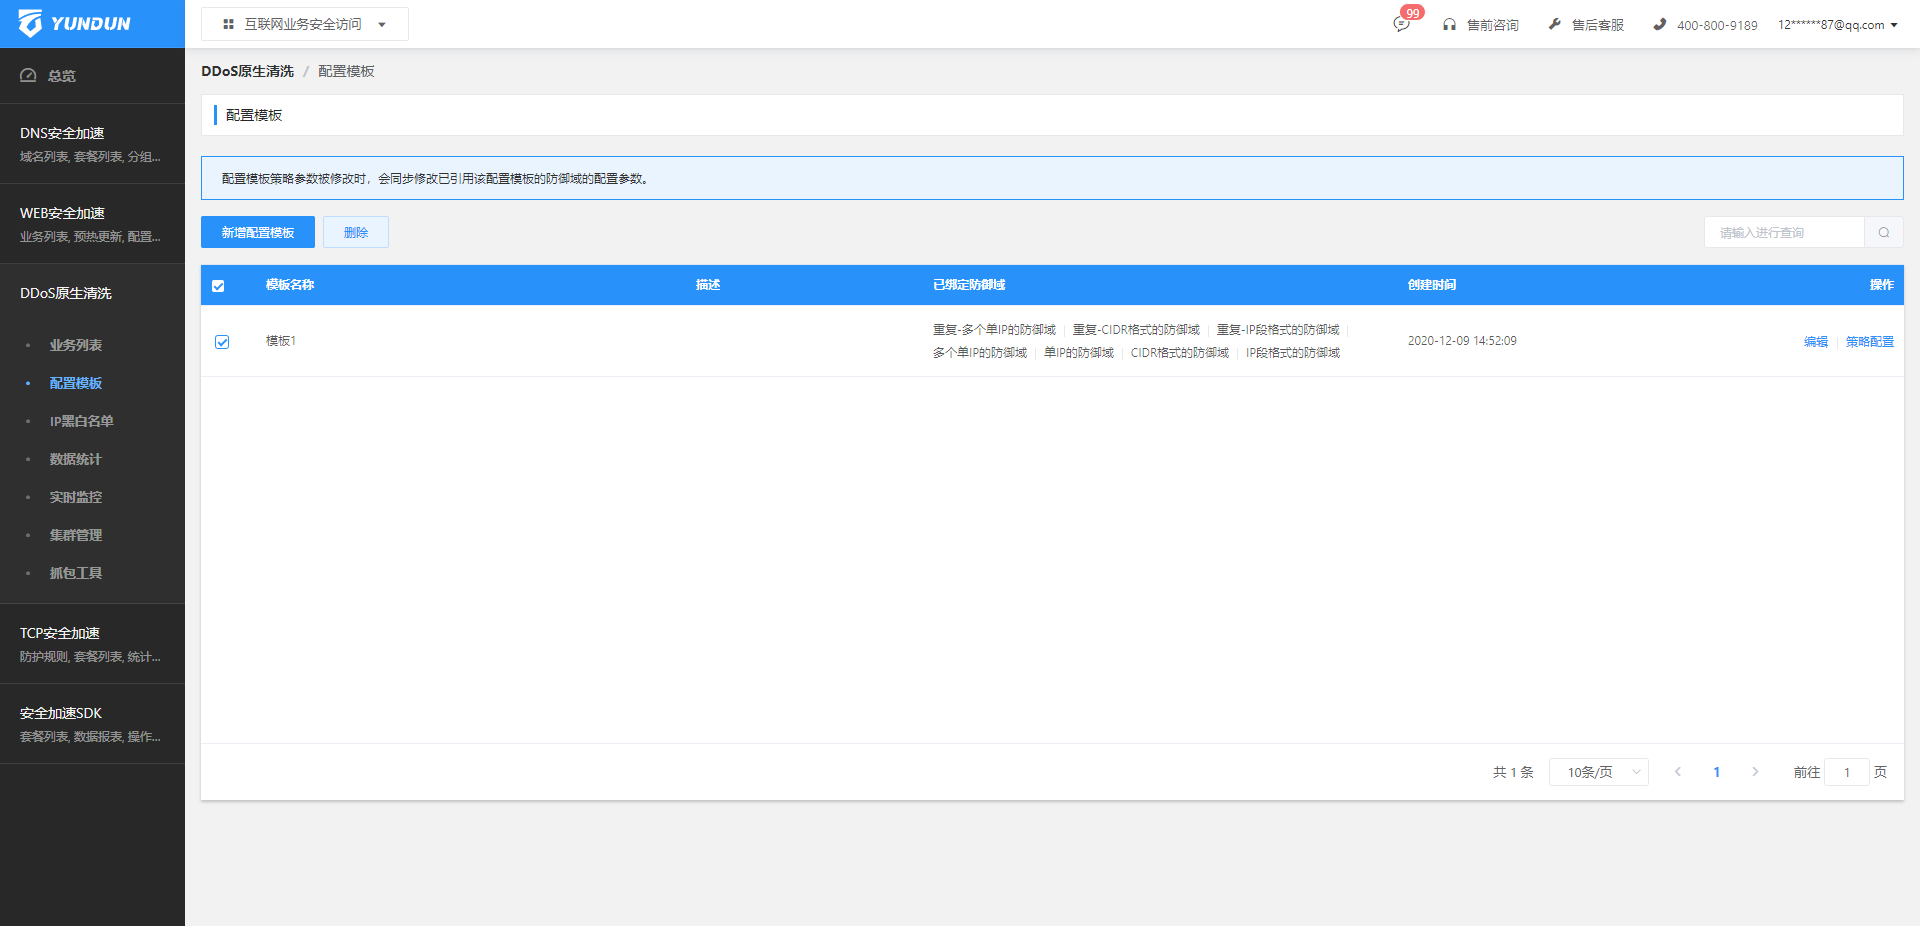 YUNDUN
互联网业务安全访问
99
售前咨询
售后客服
400-800-9189
12******87@qq.com
总览
DNS安全加速
域名列表, 套餐列表, 分组...
WEB安全加速
业务列表, 预热更新, 配置...
DDoS原生清洗
业务列表
配置模板
IP黑白名单
数据统计
实时监控
集群管理
抓包工具
TCP安全加速
防护规则, 套餐列表, 统计...
安全加速SDK
套餐列表, 数据报表, 操作...
DDoS原生清洗 / 配置模板
配置模板
配置模板策略参数被修改时，会同步修改已引用该配置模板的防御域的配置参数。
新增配置模板
删除
请输入进行查询
模板名称 描述 已绑定防御域 创建时间 操作
模板1
重复-多个单IP的防御域 重复-CIDR格式的防御域 重复-IP段格式的防御域
多个单IP的防御域 单IP的防御域 CIDR格式的防御域 IP段格式的防御域
2020-12-09 14:52:09
编辑 策略配置
共 1 条 10条/页 1 前往 1 页